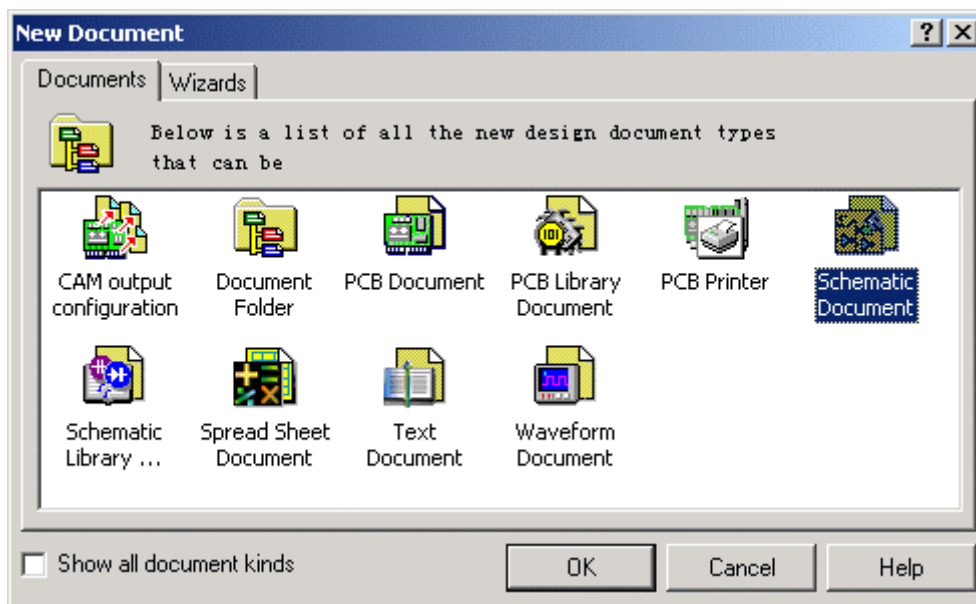 New Document
Documents
Wizards
Below is a list of all the new design document types
that can be
CAM output
configuration
Document
Folder
PCB Document
PCB Library
Document
PCB Printer
Schematic
Document
Schematic
Library ...
Spread Sheet
Document
Text
Document
Waveform
Document
Show all document kinds
OK
Cancel
Help